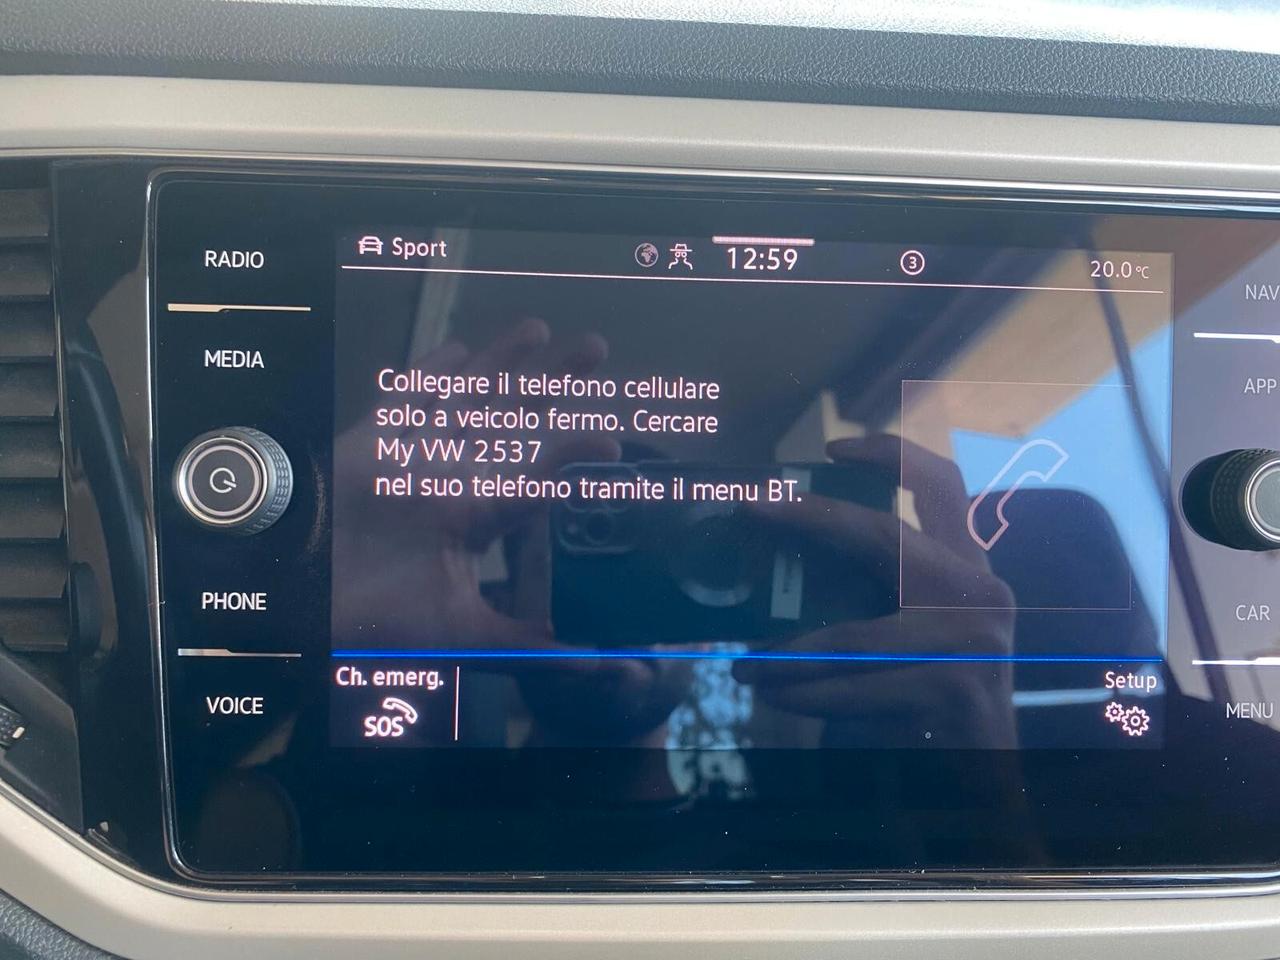 RADIO
MEDIA
PHONE
VOICE
Sport
12:59
3
20.0 °C
Collegare il telefono cellulare
solo a veicolo fermo. Cercare
My VW 2537
nel suo telefono tramite il menu BT.
Ch. emerg.
SOS
Setup
NAV
APP
CAR
MENU